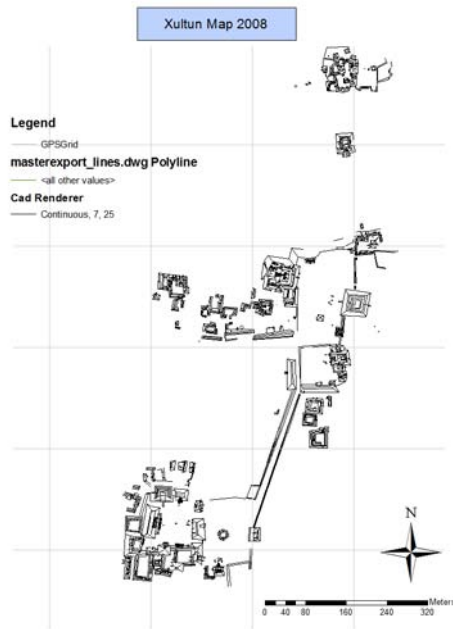 Xultun Map 2008
Legend
GPSGrid
masterexport_lines.dwg Polyline
<all other values>
Cad Renderer
Continuous, 7, 25
N
Meters
0 40 80 160 240 320